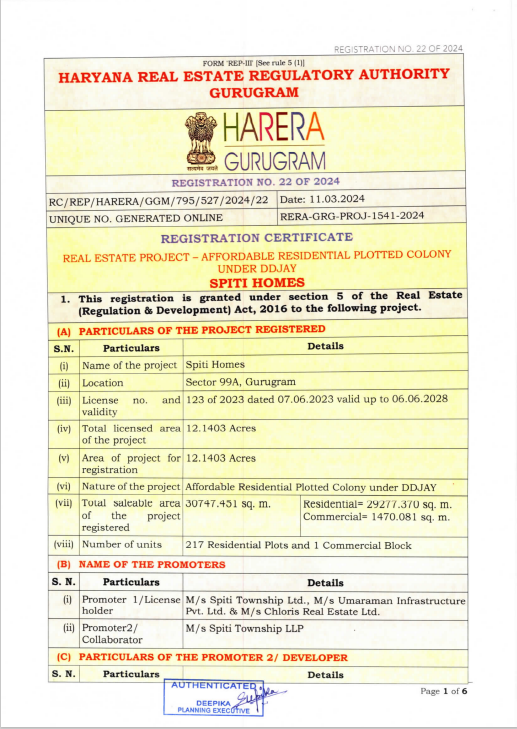 REGISTRATION NO. 22 OF 2024
FORM 'REP-III' [See rule 5 (1)]
HARYANA REAL ESTATE REGULATORY AUTHORITY
GURUGRAM
HARERA
सत्यमेव जयते
GURUGRAM
REGISTRATION NO. 22 OF 2024
RC/REP/HARERA/GGM/795/527/2024/22 Date: 11.03.2024
UNIQUE NO. GENERATED ONLINE RERA-GRG-PROJ-1541-2024
REGISTRATION CERTIFICATE
REAL ESTATE PROJECT – AFFORDABLE RESIDENTIAL PLOTTED COLONY
UNDER DDJAY
SPITI HOMES
1. This registration is granted under section 5 of the Real Estate
(Regulation & Development) Act, 2016 to the following project.
(A) PARTICULARS OF THE PROJECT REGISTERED
S.N. Particulars Details
(i) Name of the project Spiti Homes
(ii) Location Sector 99A, Gurugram
(iii) License no. and 123 of 2023 dated 07.06.2023 valid up to 06.06.2028
validity
(iv) Total licensed area 12.1403 Acres
of the project
(v) Area of project for 12.1403 Acres
registration
(vi) Nature of the project Affordable Residential Plotted Colony under DDJAY
(vii) Total saleable area 30747.451 sq. m. Residential= 29277.370 sq. m.
of the project Commercial= 1470.081 sq. m.
registered
(viii) Number of units 217 Residential Plots and 1 Commercial Block
(B) NAME OF THE PROMOTERS
S. N. Particulars Details
(i) Promoter 1/License M/s Spiti Township Ltd., M/s Umaraman Infrastructure
holder Pvt. Ltd. & M/s Chloris Real Estate Ltd.
(ii) Promoter2/ M/s Spiti Township LLP
Collaborator
(C) PARTICULARS OF THE PROMOTER 2/ DEVELOPER
S. N. Particulars Details
AUTHENTICATED
DEEPIKA
PLANNING EXECUTIVE
Page 1 of 6